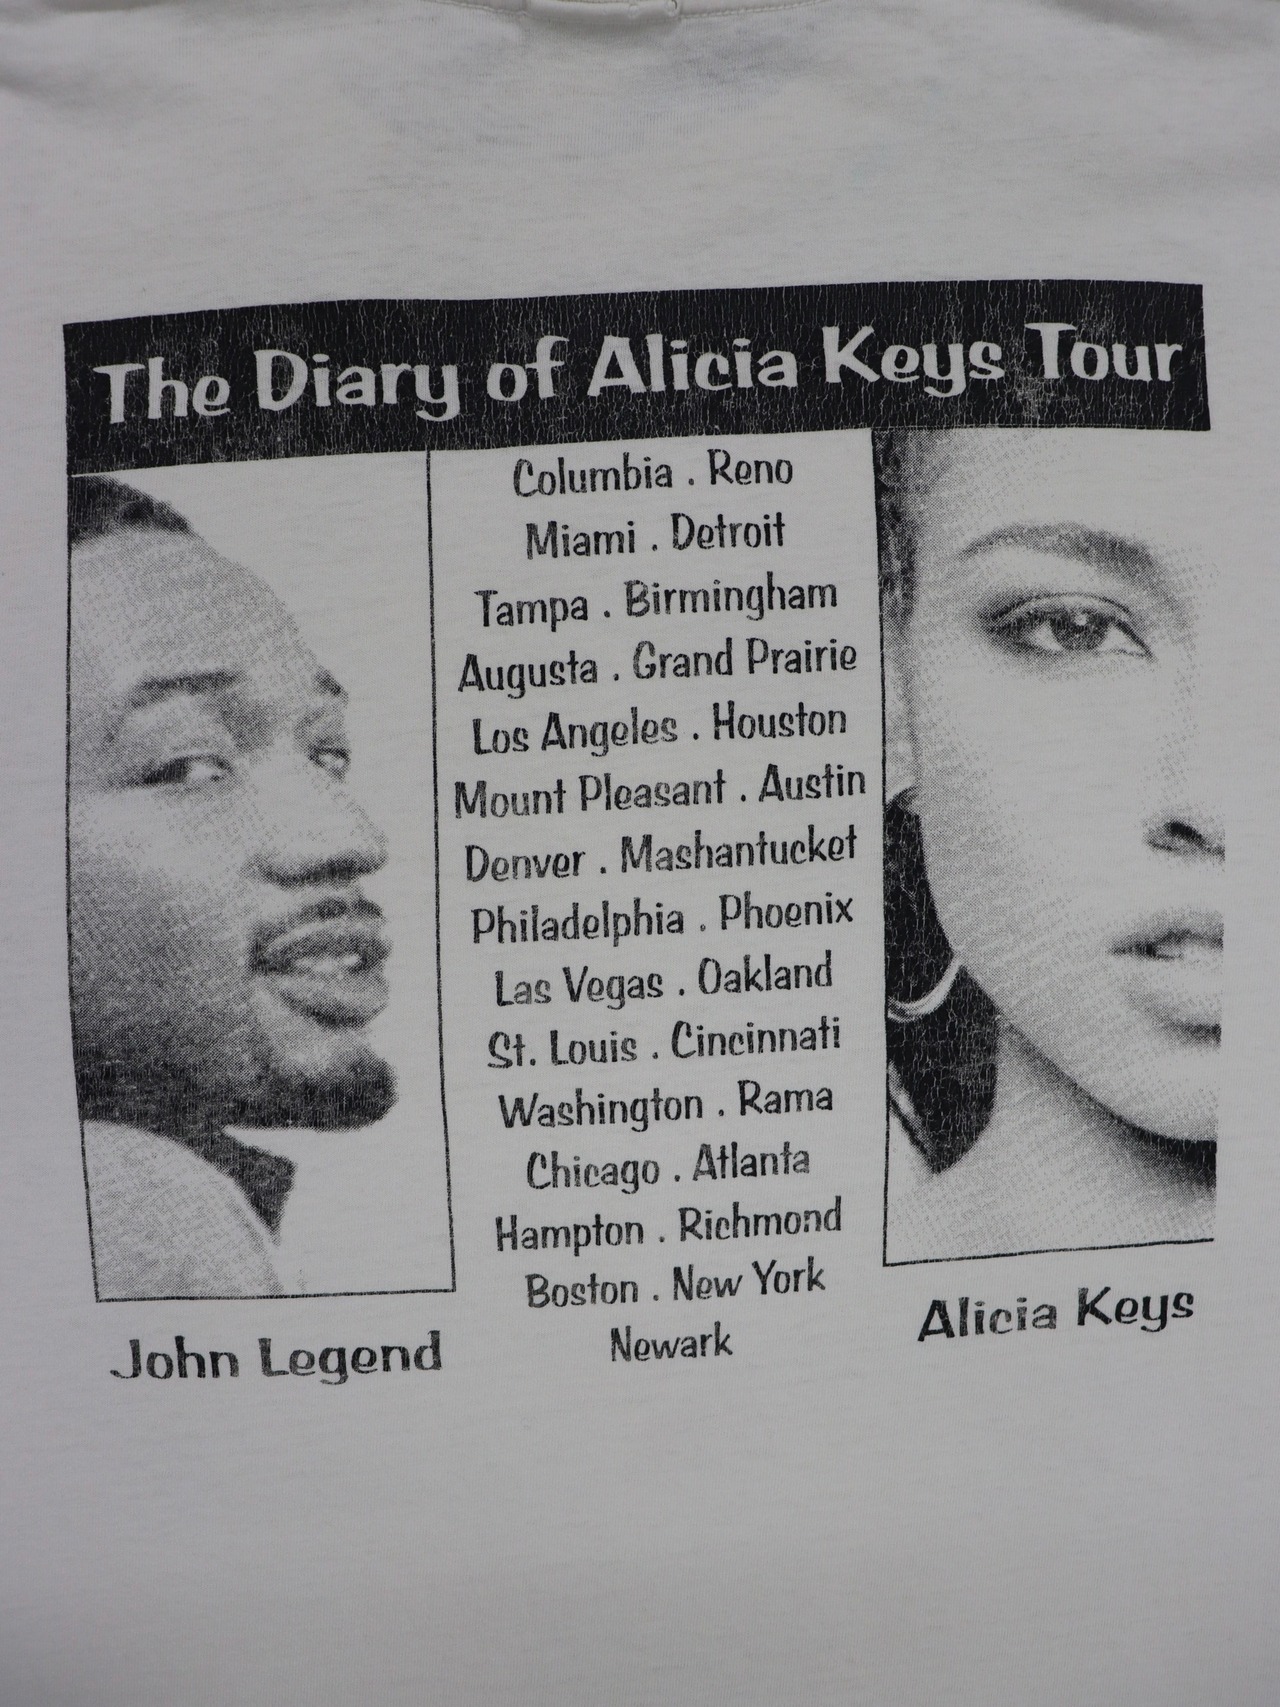 The Diary of Alicia Keys Tour
Columbia . Reno
Miami . Detroit
Tampa . Birmingham
Augusta . Grand Prairie
Los Angeles . Houston
Mount Pleasant . Austin
Denver . Mashantucket
Philadelphia . Phoenix
Las Vegas . Oakland
St. Louis . Cincinnati
Washington . Rama
Chicago . Atlanta
Hampton . Richmond
Boston . New York
Newark
John Legend
Alicia Keys